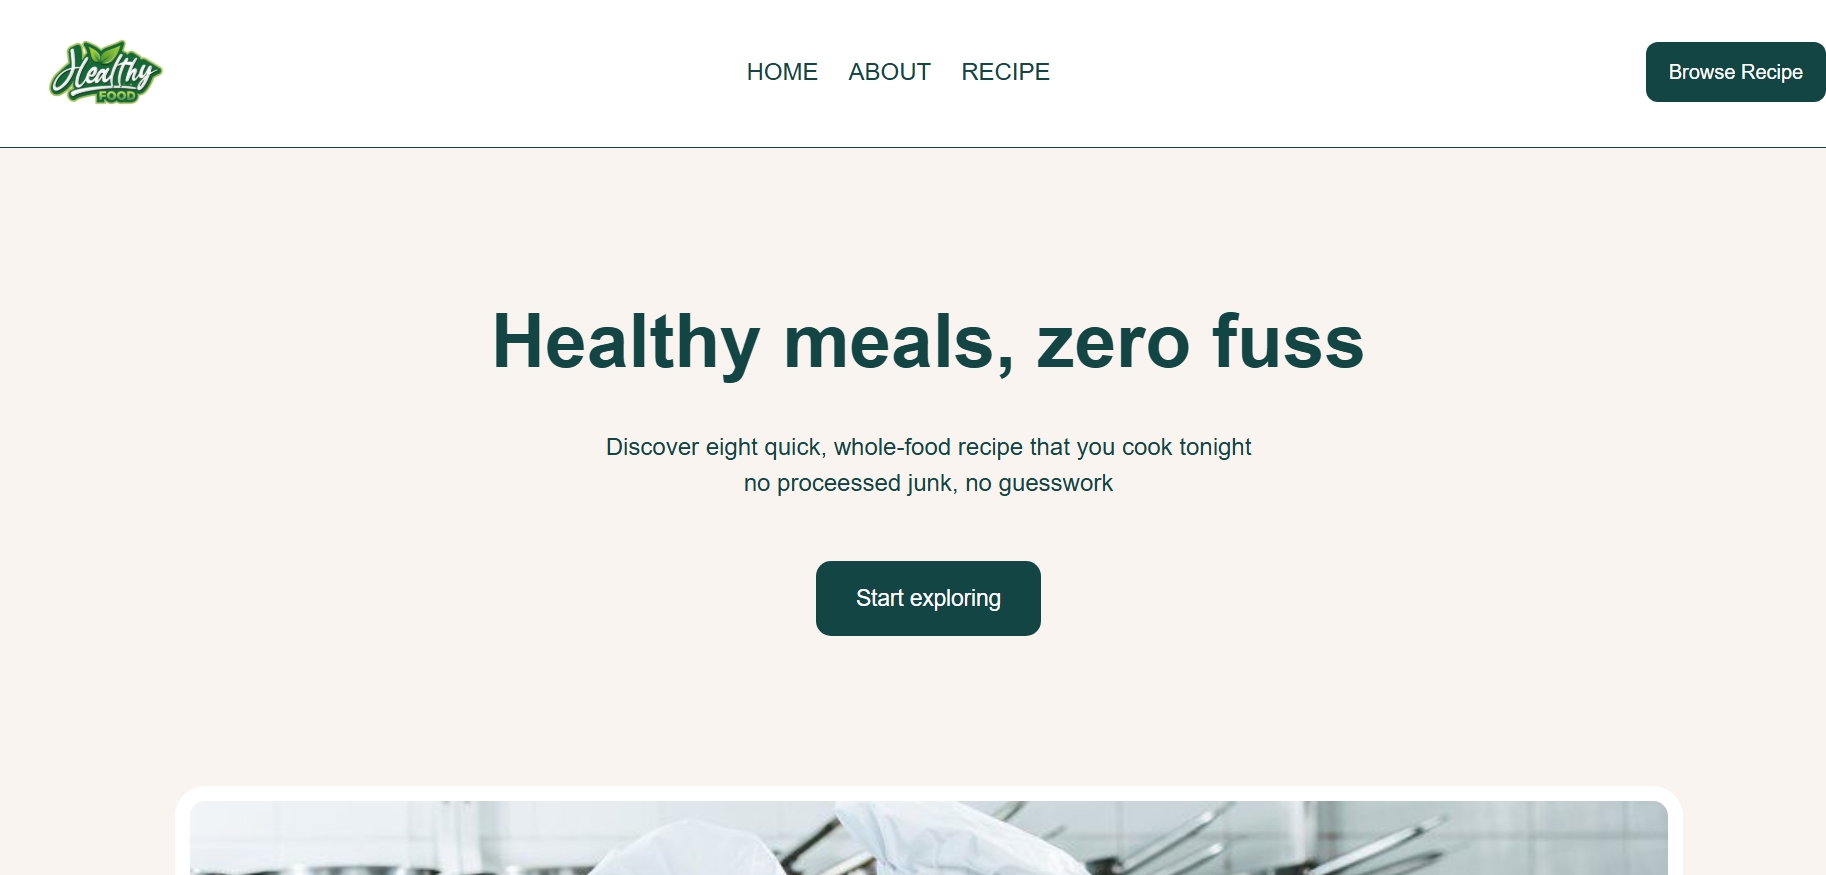 Healthy
FOOD
HOME ABOUT RECIPE
Browse Recipe
Healthy meals, zero fuss
Discover eight quick, whole-food recipe that you cook tonight
no proceessed junk, no guesswork
Start exploring